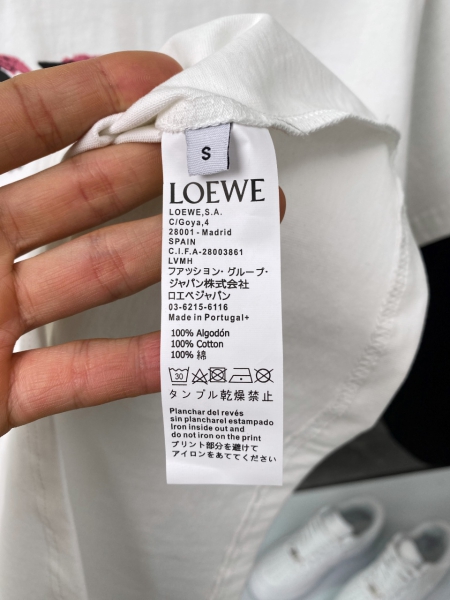 S
LOEWE
LOEWE,S.A.
C/Goya,4
28001 - Madrid
SPAIN
C.I.F.A-28003861
LVMH
ファッション・グループ・
ジャパン株式会社
ロエベジャパン
03-6215-6116
Made in Portugal+
100% Algodón
100% Cotton
100% 綿
30
タンブル乾燥禁止
Planchar del revés
sin plancharel estampado
Iron inside out and
do not iron on the print
プリント部分を避けて
アイロンをあててください